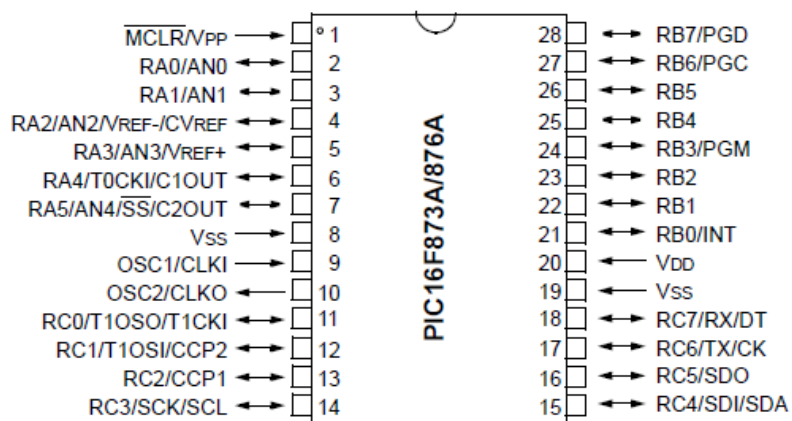 MCLR/VPP 1 28 RB7/PGD
RA0/AN0 2 27 RB6/PGC
RA1/AN1 3 26 RB5
RA2/AN2/VREF-/CVREF 4 25 RB4
RA3/AN3/VREF+ 5 24 RB3/PGM
RA4/T0CKI/C1OUT 6 23 RB2
RA5/AN4/SS/C2OUT 7 22 RB1
VSS 8 21 RB0/INT
OSC1/CLKI 9 20 VDD
OSC2/CLKO 10 19 VSS
RC0/T1OSO/T1CKI 11 18 RC7/RX/DT
RC1/T1OSI/CCP2 12 17 RC6/TX/CK
RC2/CCP1 13 16 RC5/SDO
RC3/SCK/SCL 14 15 RC4/SDI/SDA
PIC16F873A/876A